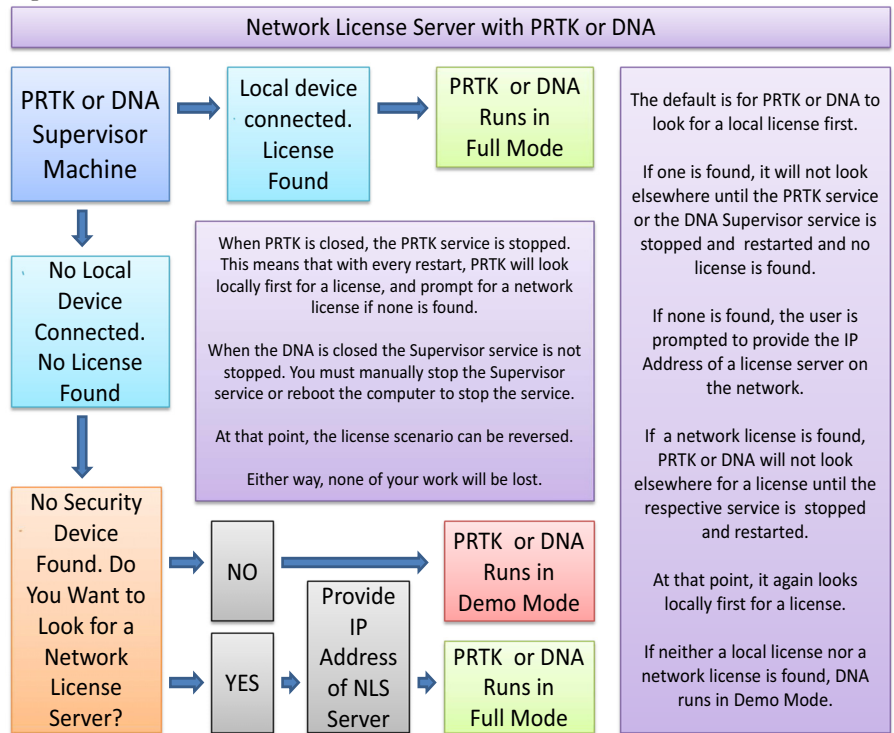 Network License Server with PRTK or DNA
PRTK or DNA
Supervisor
Machine
Local device
connected.
License
Found
PRTK or DNA
Runs in
Full Mode
No Local
Device
Connected.
No License
Found
When PRTK is closed, the PRTK service is stopped.
This means that with every restart, PRTK will look
locally first for a license, and prompt for a network
license if none is found.
When the DNA is closed the Supervisor service is not
stopped. You must manually stop the Supervisor
service or reboot the computer to stop the service.
At that point, the license scenario can be reversed.
Either way, none of your work will be lost.
The default is for PRTK or DNA to
look for a local license first.
If one is found, it will not look
elsewhere until the PRTK service
or the DNA Supervisor service is
stopped and restarted and no
license is found.
If none is found, the user is
prompted to provide the IP
Address of a license server on
the network.
If a network license is found,
PRTK or DNA will not look
elsewhere for a license until the
respective service is stopped
and restarted.
At that point, it again looks
locally first for a license.
If neither a local license nor a
network license is found, DNA
runs in Demo Mode.
No Security
Device
Found. Do
You Want to
Look for a
Network
License
Server?
NO
PRTK or DNA
Runs in
Demo Mode
YES
Provide
IP
Address
of NLS
Server
PRTK or DNA
Runs in
Full Mode